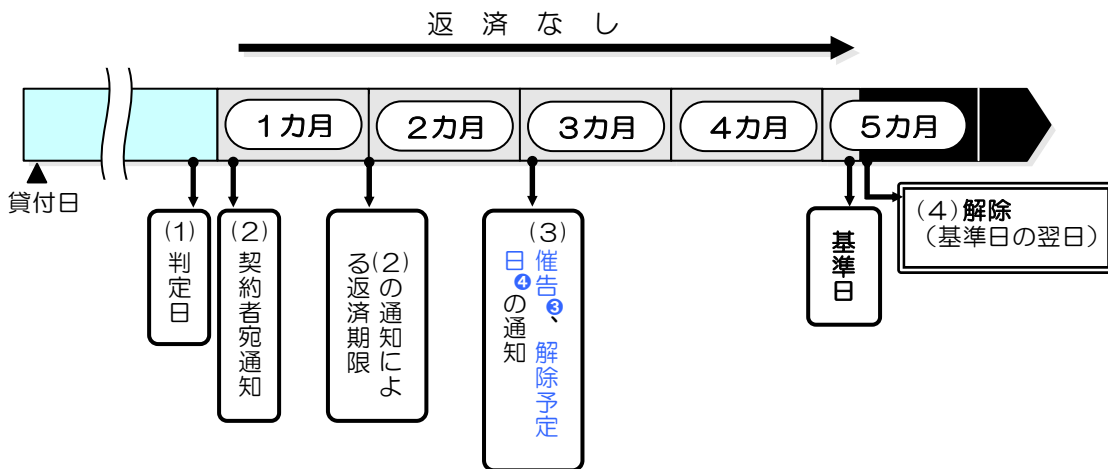 返済なし
1カ月
2カ月
3カ月
4カ月
5カ月
貸付日
(1)判定日
(2)契約者宛通知
(2)の通知によ
る返済期限
(3)
催告❸、解除予定
日❹の通知
基準日
(4)解除
(基準日の翌日)